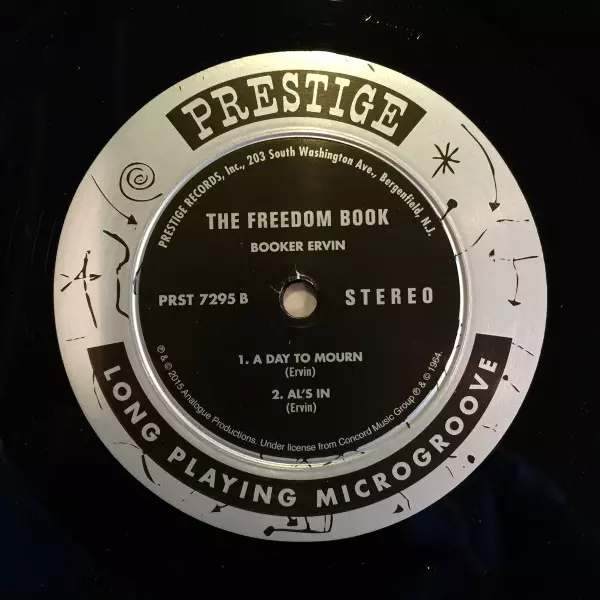 PRESTIGE
PRESTIGE RECORDS, Inc., 203 South Washington Ave., Bergenfield, N.J.
THE FREEDOM BOOK
BOOKER ERVIN
PRST 7295 B
STEREO
1. A DAY TO MOURN
(Ervin)
2. AL'S IN
(Ervin)
℗ & © 2015 Analogue Productions. Under license from Concord Music Group ℗ & © 1964.
LONG PLAYING MICROGROOVE